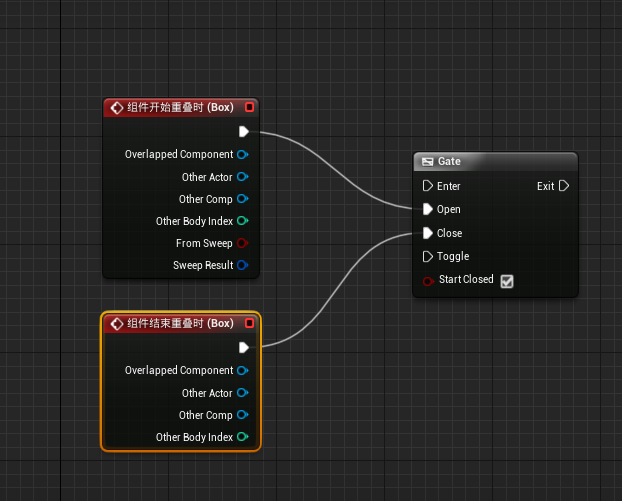 组件开始重叠时 (Box)
Overlapped Component
Other Actor
Other Comp
Other Body Index
From Sweep
Sweep Result
Gate
Enter Exit
Open
Close
Toggle
Start Closed
组件结束重叠时 (Box)
Overlapped Component
Other Actor
Other Comp
Other Body Index